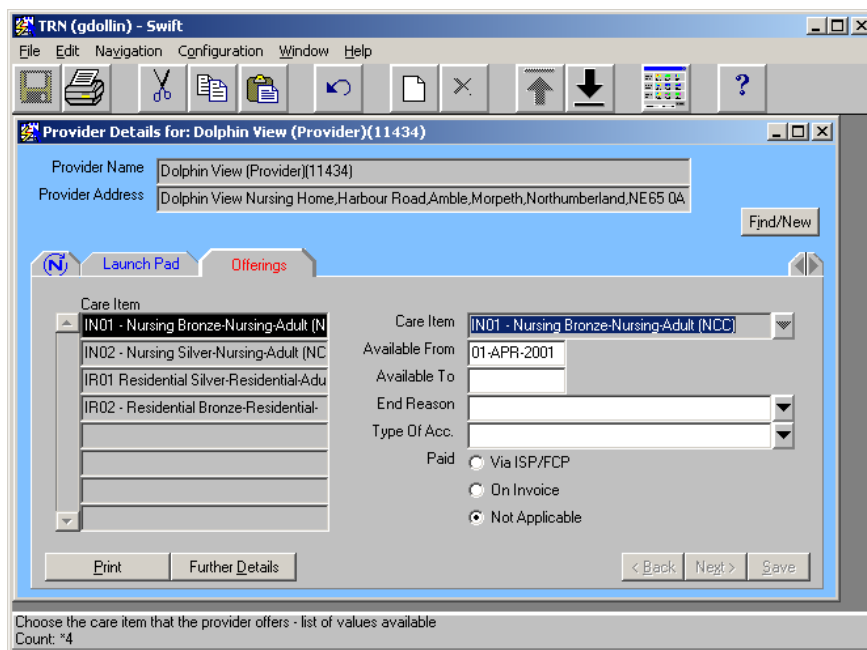 TRN (gdollin) - Swift
File Edit Navigation Configuration Window Help
?
Provider Details for: Dolphin View (Provider)(11434)
Provider Name Dolphin View (Provider)(11434)
Provider Address Dolphin View Nursing Home,Harbour Road,Amble,Morpeth,Northumberland,NE65 0A
Find/New
N Launch Pad Offerings
Care Item
IN01 - Nursing Bronze-Nursing-Adult (N
IN02 - Nursing Silver-Nursing-Adult (NC
IR01 Residential Silver-Residential-Adu
IR02 - Residential Bronze-Residential-
Care Item IN01 - Nursing Bronze-Nursing-Adult (NCC)
Available From 01-APR-2001
Available To
End Reason
Type Of Acc.
Paid Via ISP/FCP
On Invoice
Not Applicable
Print Further Details < Back Next > Save
Choose the care item that the provider offers - list of values available
Count: *4